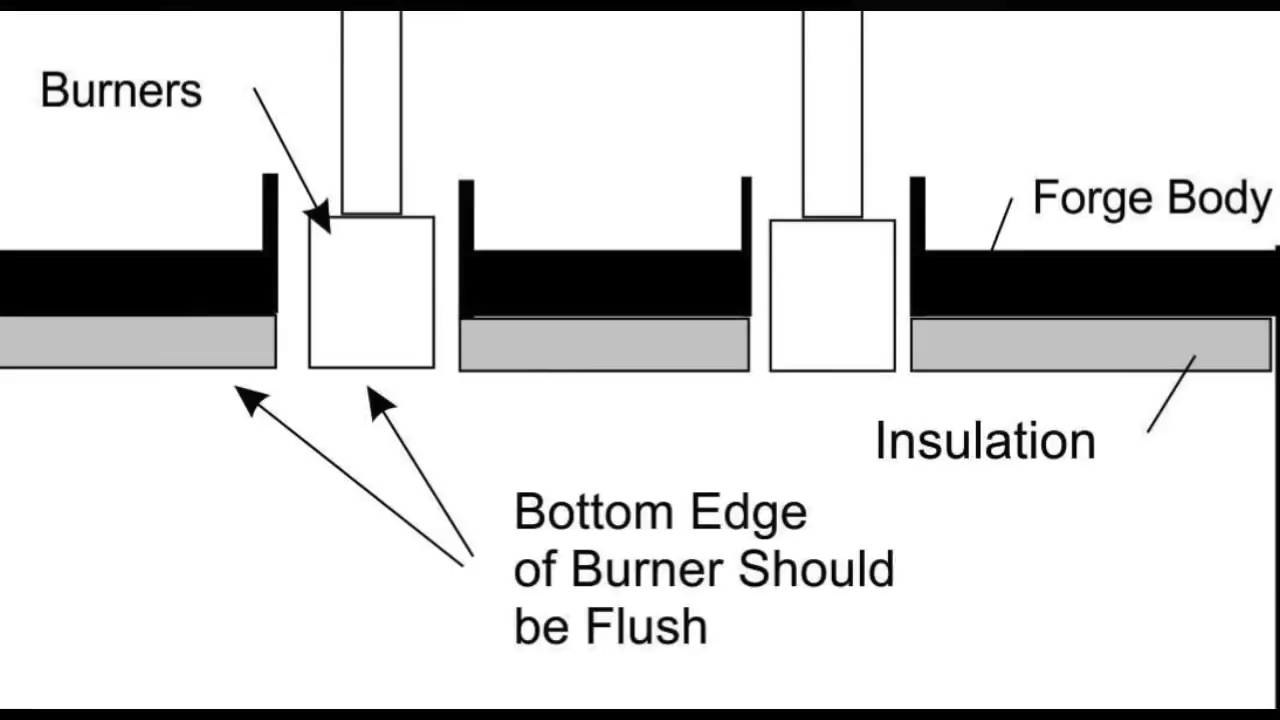 Burners
Forge Body
Insulation
Bottom Edge
of Burner Should
be Flush